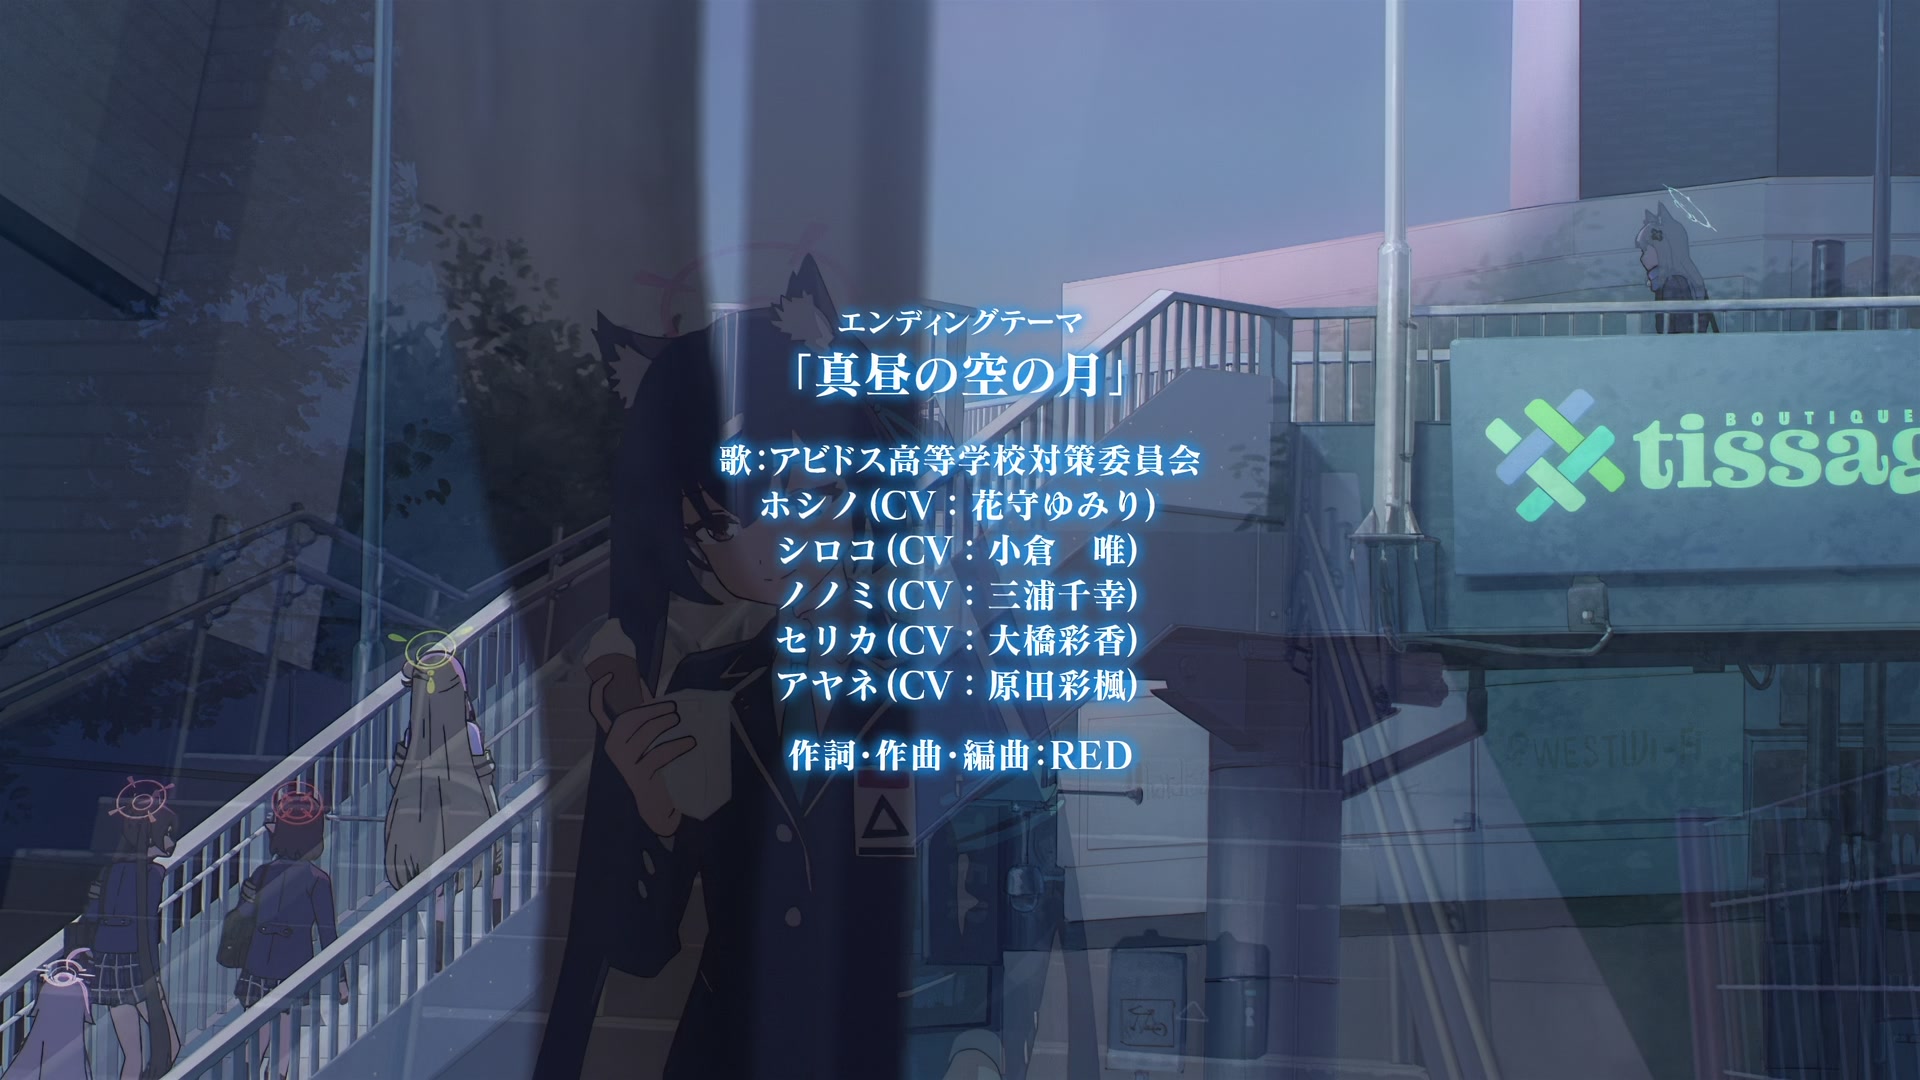 エンディングテーマ
「真昼の空の月」
歌：アビドス高等学校対策委員会
ホシノ(CV：花守ゆみり)
シロコ(CV：小倉　唯)
ノノミ(CV：三浦千幸)
セリカ(CV：大橋彩香)
アヤネ(CV：原田彩楓)
作詞・作曲・編曲：RED
BOUTIQUE
tissag